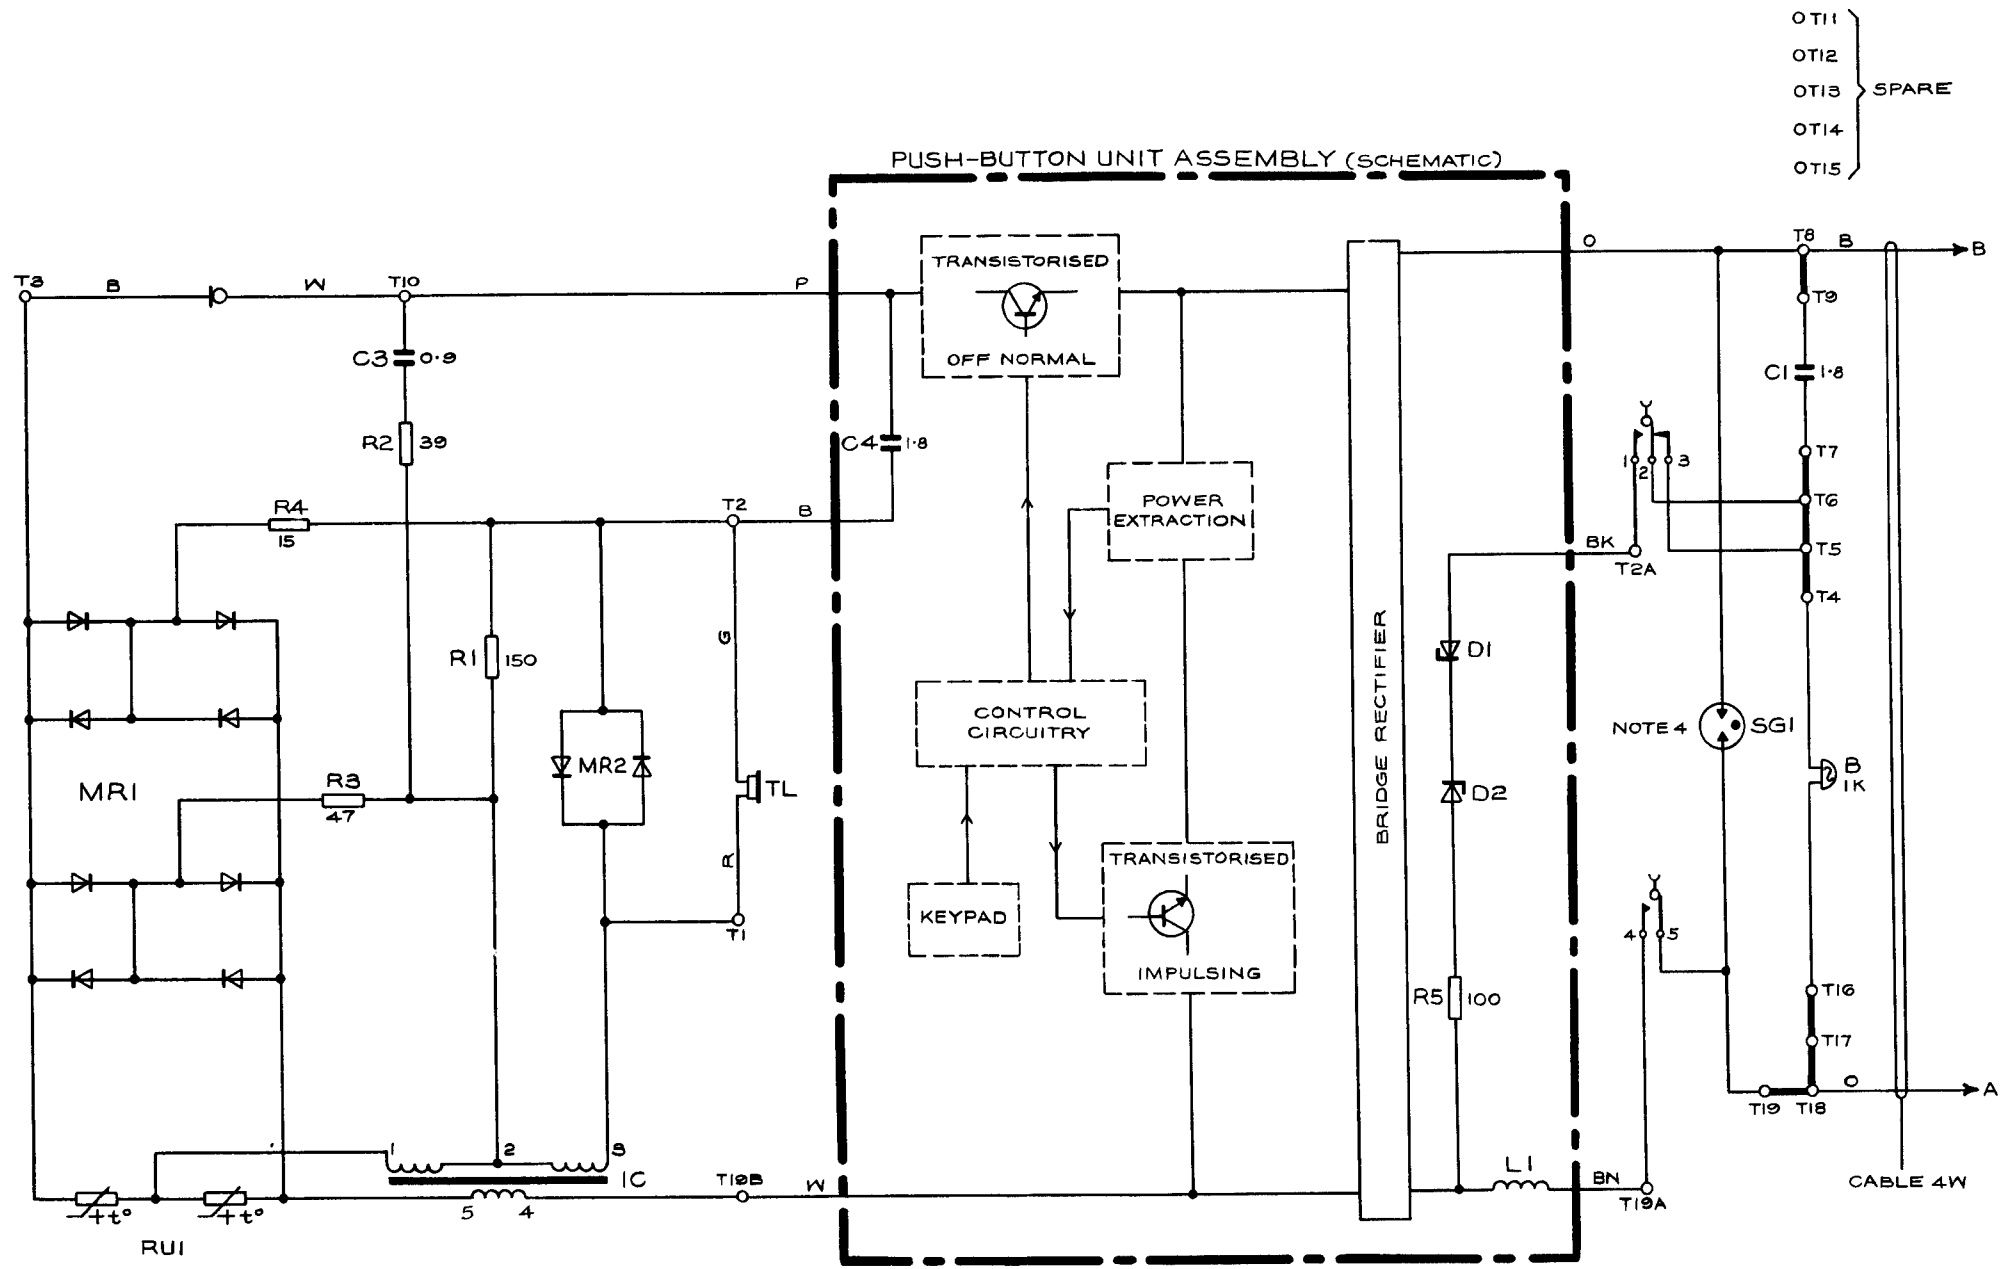 OT11
OT12
OT13
OT14
OT15
SPARE
PUSH-BUTTON UNIT ASSEMBLY (SCHEMATIC)
T3
B
W
T10
P
TRANSISTORISED
OFF NORMAL
O
T8
B
B
T9
C3 0·9
R2 39
C4 1·8
C1 1·8
T7
1 2 3
T6
R4
15
T2
B
POWER
EXTRACTION
BK
T2A
T5
T4
G
R1 150
BRIDGE RECTIFIER
D1
CONTROL
CIRCUITRY
NOTE 4
SG1
MR1
R3
47
MR2
TL
D2
B
1K
R
T1
KEYPAD
TRANSISTORISED
IMPULSING
4 5
R5 100
T16
T17
O
A
T19 T18
1 2 3
1C
T19B
W
L1
BN
T19A
CABLE 4W
-+t°
-+t°
5 4
RU1